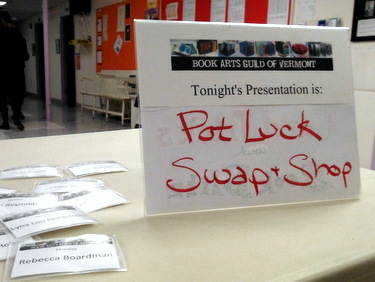 BOOK ARTS GUILD OF VERMONT
Tonight's Presentation is:
Pot Luck
Swap + Shop
Rebecca Boardman